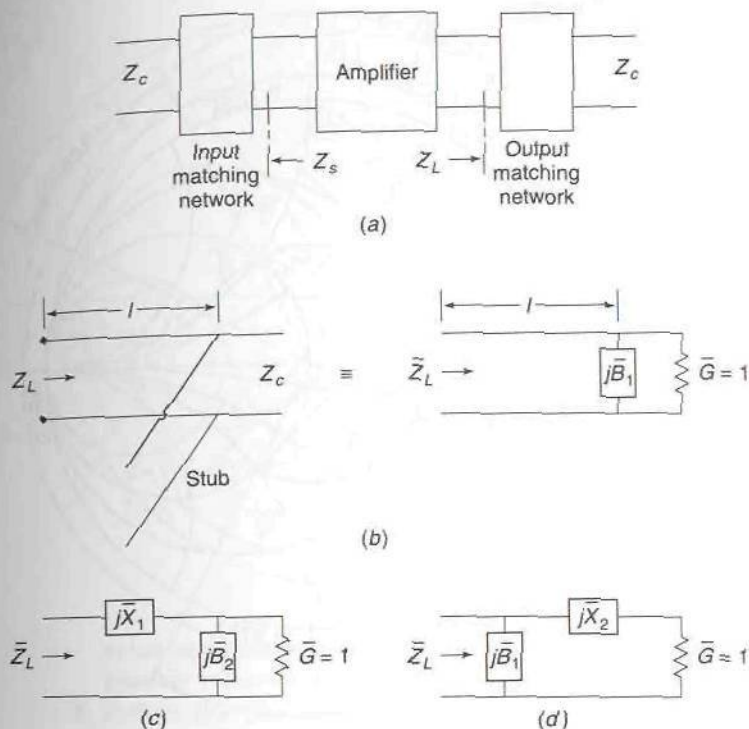 Z_c
Amplifier
Z_c
Input
matching
network
Z_s
Z_L
Output
matching
network
(a)
l
l
Z_L
Z_c
≡
Z̃_L
jB̄_1
Ḡ = 1
Stub
(b)
jX̄_1
Z̄_L
jB̄_2
Ḡ = 1
(c)
jX̄_2
Z̄_L
jB̄_1
Ḡ ≈ 1
(d)